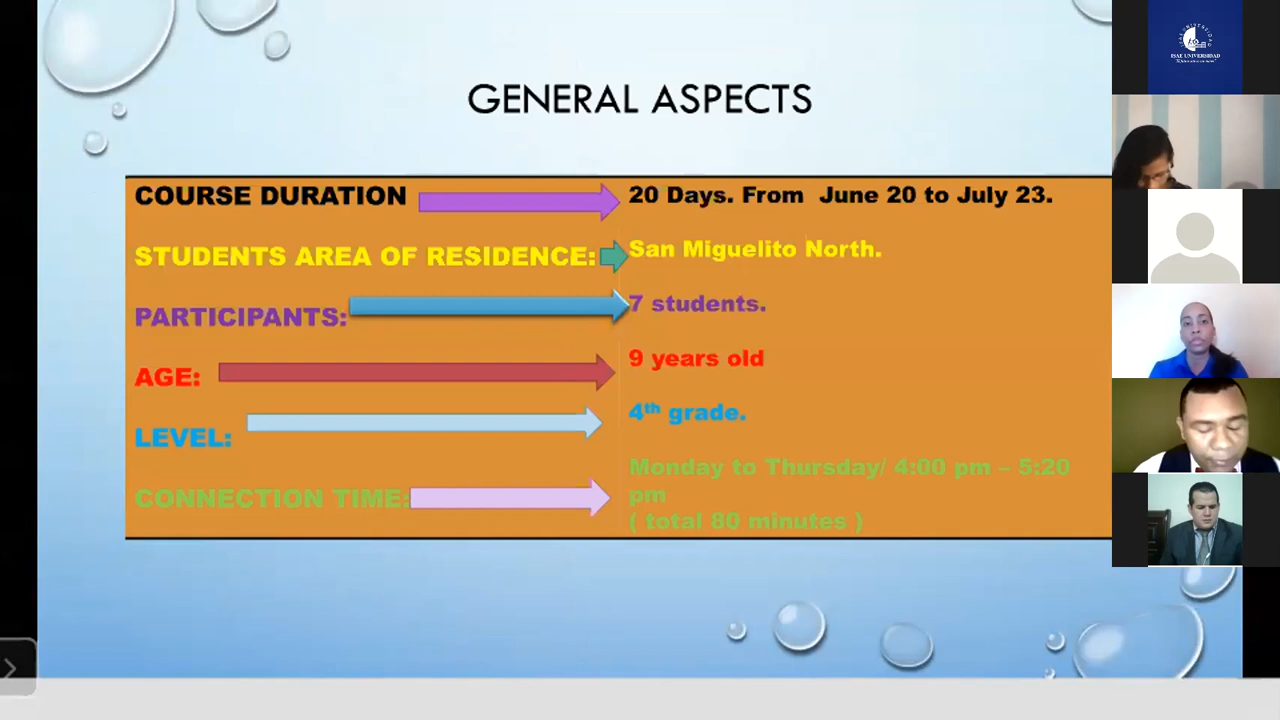 GENERAL ASPECTS
COURSE DURATION
20 Days. From June 20 to July 23.
STUDENTS AREA OF RESIDENCE:
San Miguelito North.
PARTICIPANTS:
7 students.
AGE:
9 years old
LEVEL:
4th grade.
CONNECTION TIME:
Monday to Thursday/ 4:00 pm – 5:20
pm
( total 80 minutes )
ISAE UNIVERSIDAD